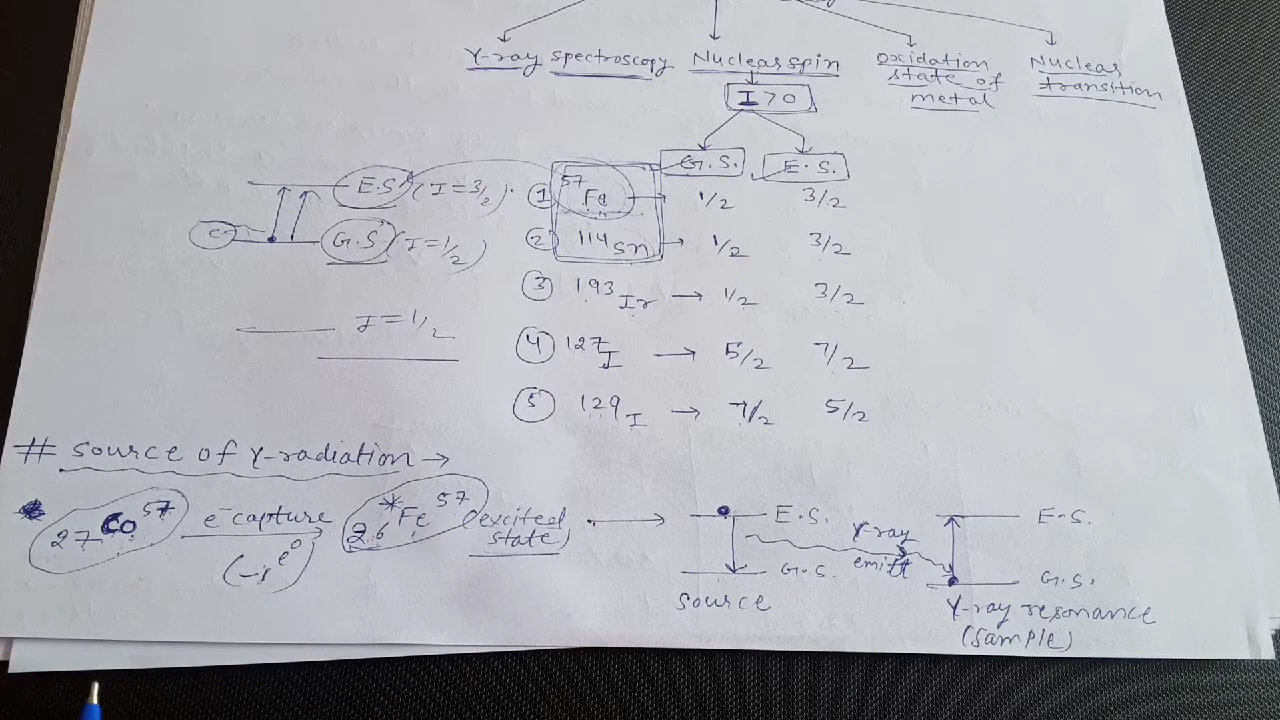 γ-ray spectroscopy Nuclear spin oxidation state of metal Nuclear transition
I>0
G.S. E.S.
E.S (I=3/2).
G.S (I=1/2)
I=1/2
① 57Fe → 1/2 3/2
② 114Sn → 1/2 3/2
③ 193Ir → 1/2 3/2
④ 127I → 5/2 7/2
⑤ 129I → 7/2 5/2
# source of γ-radiation →
* 27Co57 e⁻capture (-1e0) → 26*Fe57 (excited state) →
E.S.
G.S.
source
γ-ray
emitt
E.S.
G.S.
γ-ray resonance
(sample)